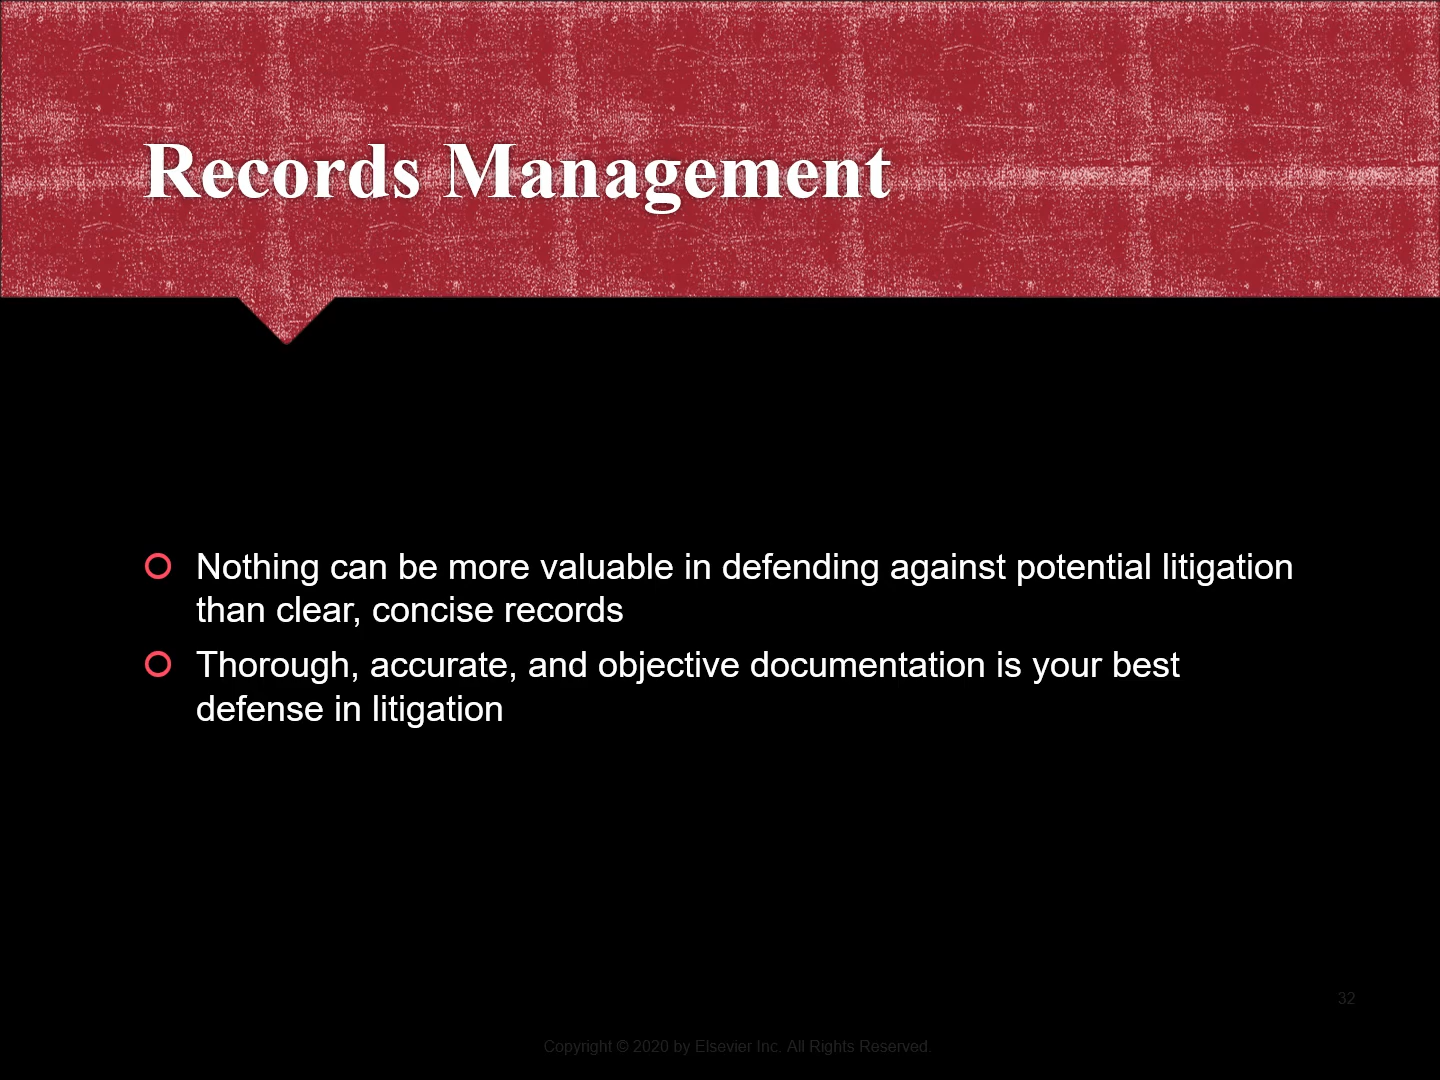 Records Management
Nothing can be more valuable in defending against potential litigation
than clear, concise records
Thorough, accurate, and objective documentation is your best
defense in litigation
32
Copyright © 2020 by Elsevier Inc. All Rights Reserved.